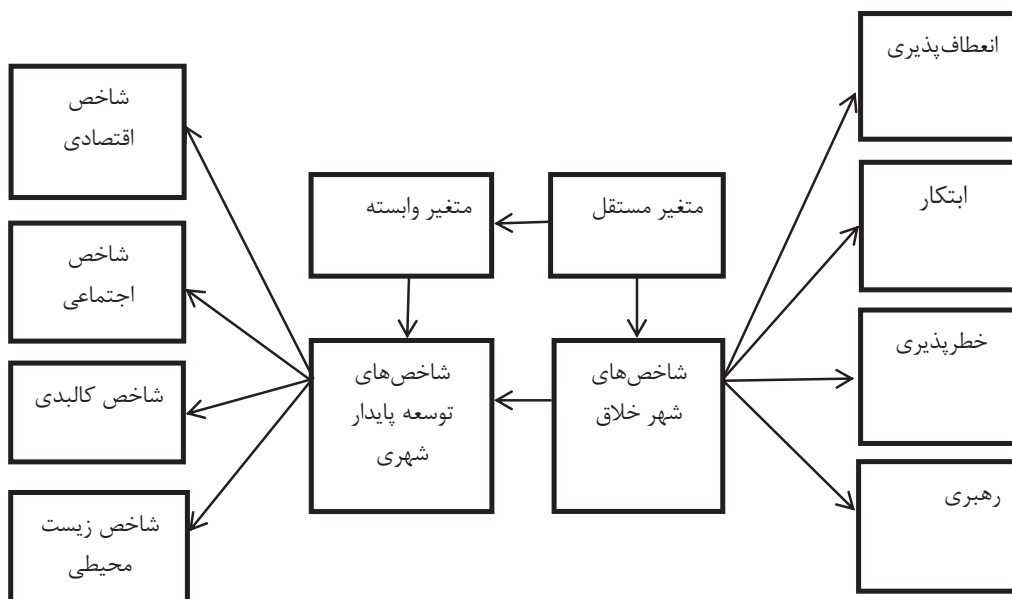 انعطاف‌پذیری
ابتکار
خطرپذیری
رهبری
متغیر مستقل
شاخص‌های
شهر خلاق
متغیر وابسته
شاخص‌های
توسعه پایدار
شهری
شاخص
اقتصادی
شاخص
اجتماعی
شاخص کالبدی
شاخص زیست
محیطی